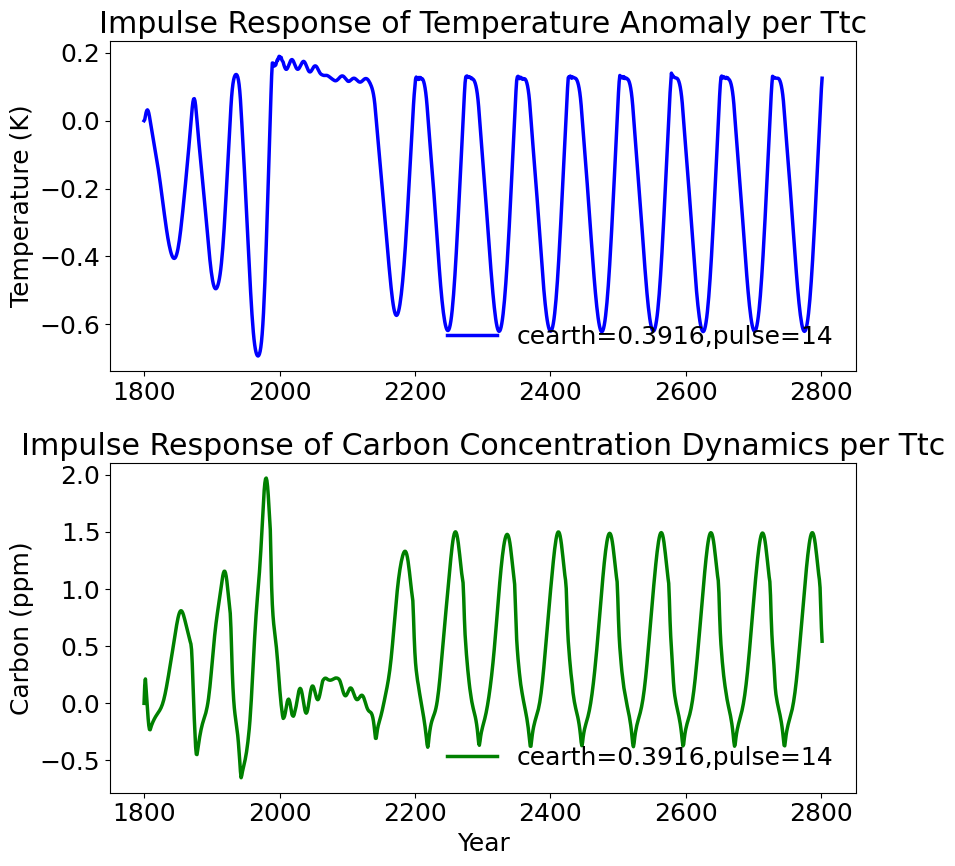 Impulse Response of Temperature Anomaly per Ttc
Temperature (K)
0.2
0.0
−0.2
−0.4
−0.6
cearth=0.3916,pulse=14
1800 2000 2200 2400 2600 2800
Impulse Response of Carbon Concentration Dynamics per Ttc
Carbon (ppm)
2.0
1.5
1.0
0.5
0.0
−0.5
cearth=0.3916,pulse=14
1800 2000 2200 2400 2600 2800
Year